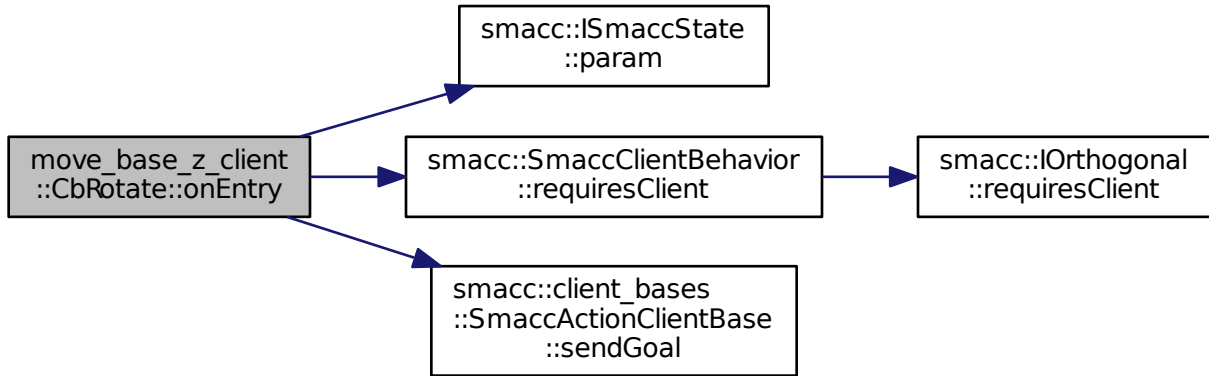 smacc::ISmaccState
::param
move_base_z_client
::CbRotate::onEntry
smacc::SmaccClientBehavior
::requiresClient
smacc::IOrthogonal
::requiresClient
smacc::client_bases
::SmaccActionClientBase
::sendGoal